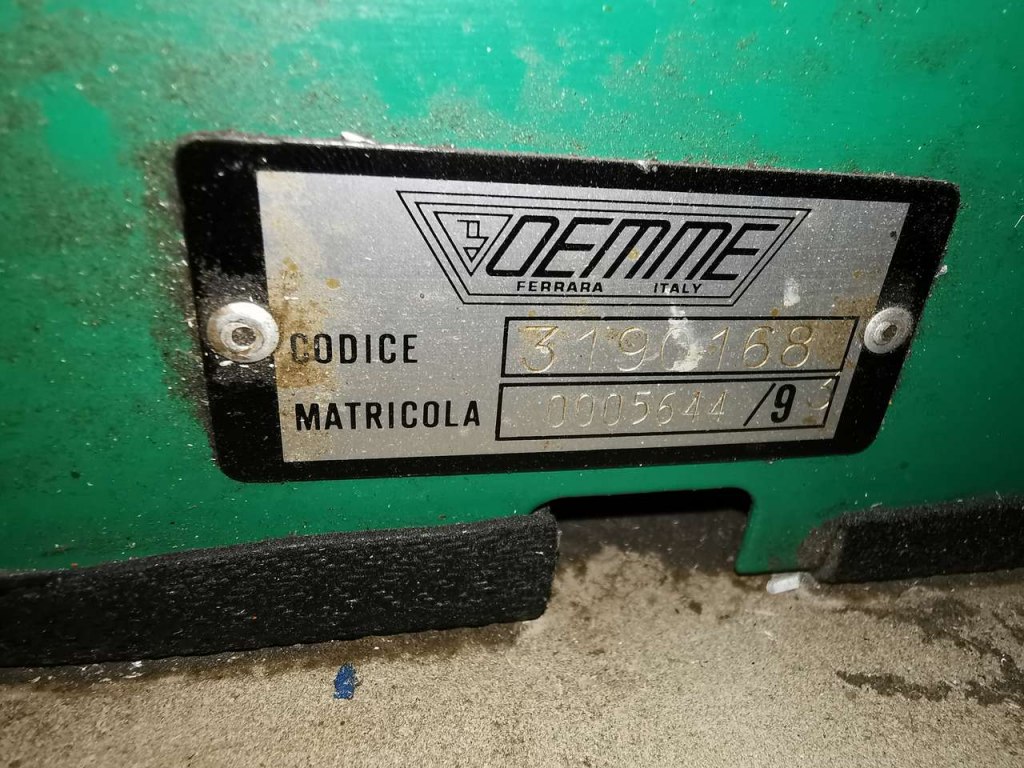 OEMME
FERRARA ITALY
CODICE 3190168
MATRICOLA 0005644 /93